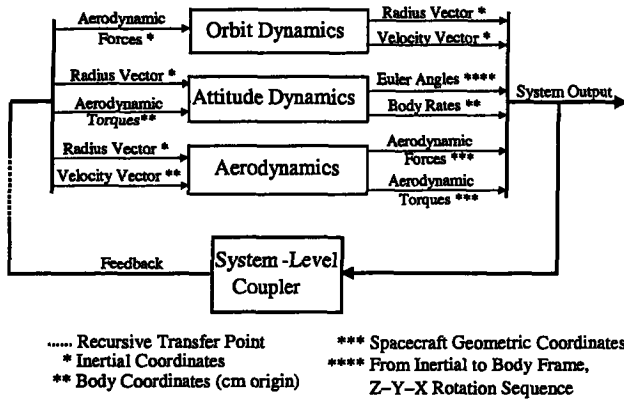 Aerodynamic
Forces *
Orbit Dynamics
Radius Vector *
Velocity Vector *
Radius Vector *
Aerodynamic
Torques**
Attitude Dynamics
Euler Angles ****
Body Rates **
System Output
Radius Vector *
Velocity Vector **
Aerodynamics
Aerodynamic
Forces ***
Aerodynamic
Torques ***
Feedback
System -Level
Coupler
...... Recursive Transfer Point
* Inertial Coordinates
** Body Coordinates (cm origin)
*** Spacecraft Geometric Coordinates
**** From Inertial to Body Frame,
Z-Y-X Rotation Sequence